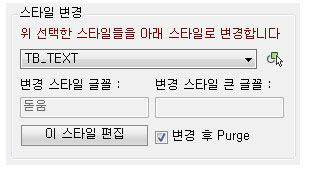 스타일 변경
위 선택한 스타일들을 아래 스타일로 변경합니다
TB_TEXT
변경 스타일 글꼴 : 변경 스타일 큰 글꼴 :
돋움
이 스타일 편집 변경 후 Purge